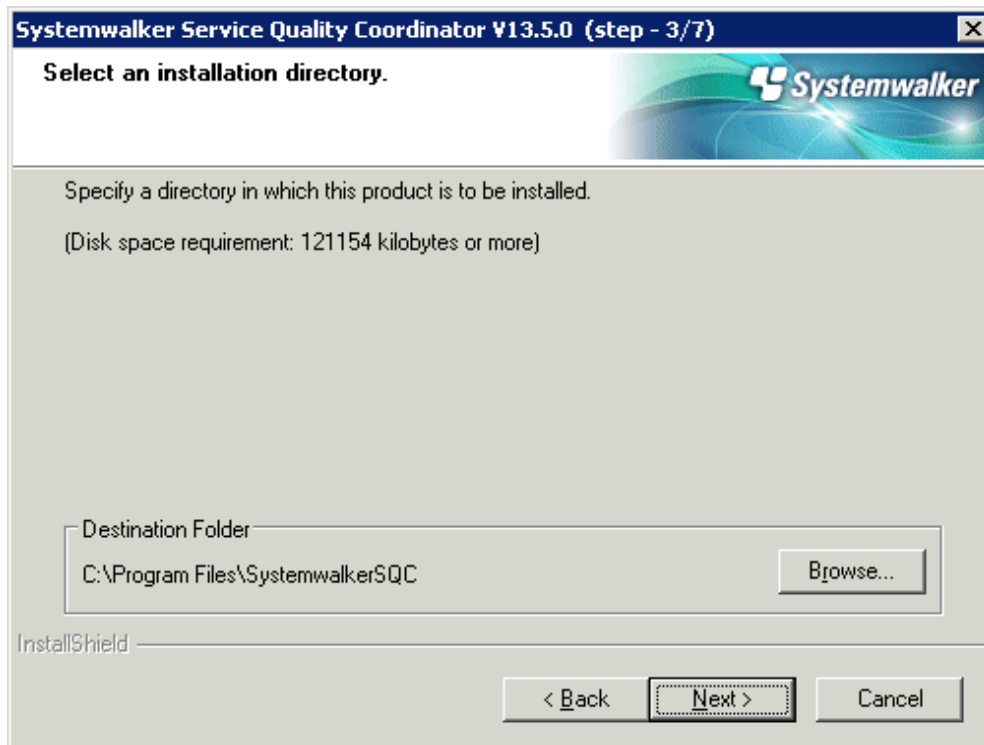 Systemwalker Service Quality Coordinator V13.5.0 (step - 3/7)
Select an installation directory.
Systemwalker
Specify a directory in which this product is to be installed.
(Disk space requirement: 121154 kilobytes or more)
Destination Folder
C:\Program Files\SystemwalkerSQC
Browse...
InstallShield
< Back
Next >
Cancel